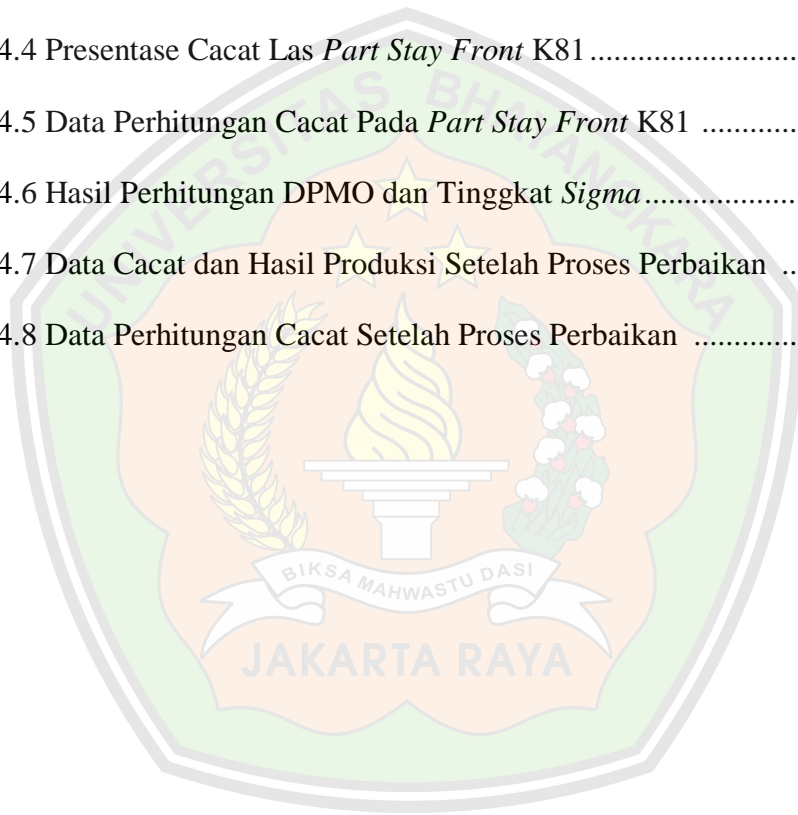 4.4 Presentase Cacat Las Part Stay Front K81..........................
4.5 Data Perhitungan Cacat Pada Part Stay Front K81 ............
4.6 Hasil Perhitungan DPMO dan Tinggkat Sigma...................
4.7 Data Cacat dan Hasil Produksi Setelah Proses Perbaikan ..
4.8 Data Perhitungan Cacat Setelah Proses Perbaikan .............
UNIVERSITAS BHAYANGKARA
BIKSA MAHWASTU DASI
JAKARTA RAYA